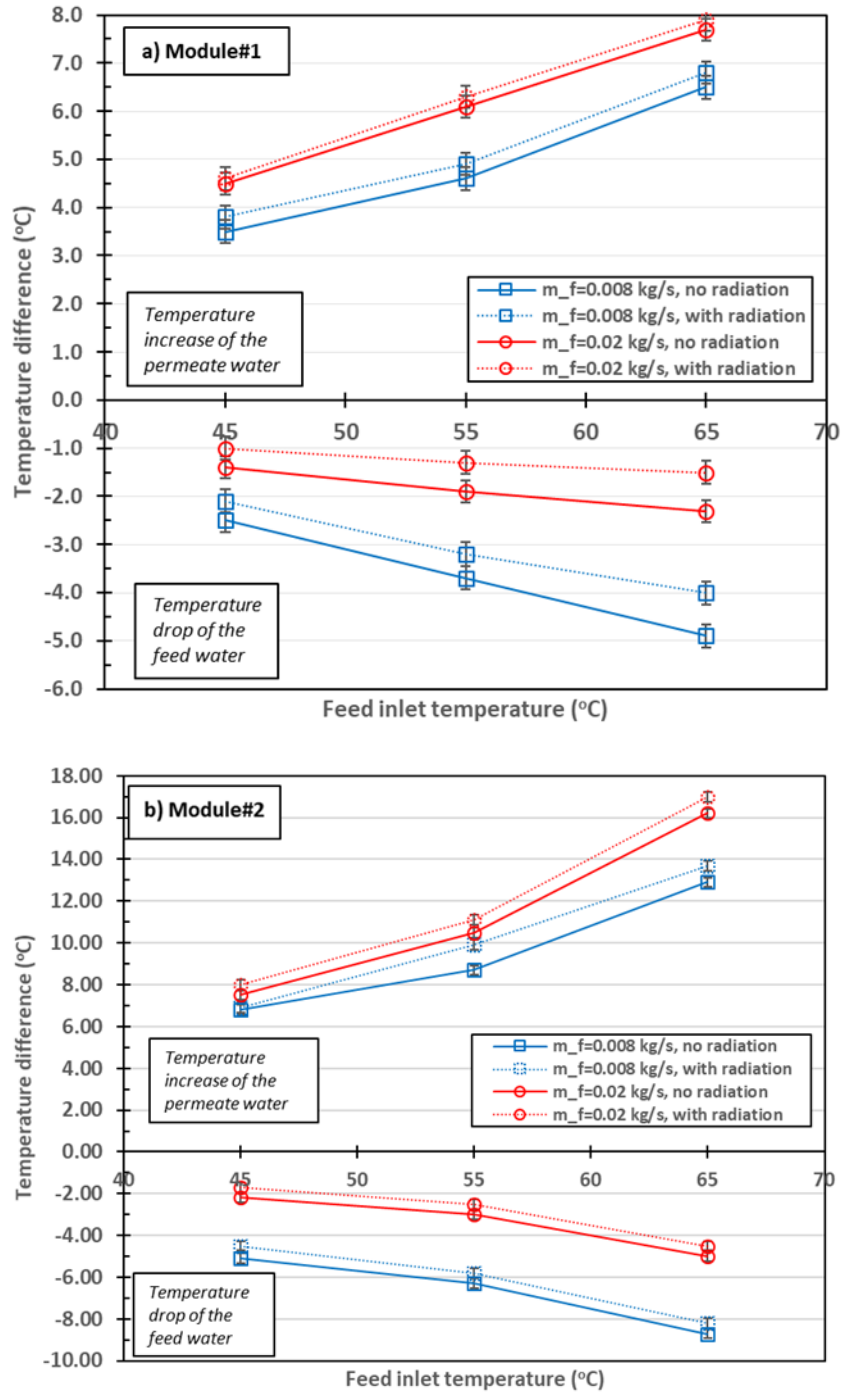 a) Module#1
8.0
7.0
6.0
5.0
4.0
3.0
2.0
1.0
0.0
-1.0
-2.0
-3.0
-4.0
-5.0
-6.0
Temperature difference (°C)
Temperature
increase of the
permeate water
m_f=0.008 kg/s, no radiation
m_f=0.008 kg/s, with radiation
m_f=0.02 kg/s, no radiation
m_f=0.02 kg/s, with radiation
40 45 50 55 60 65 70
Temperature
drop of the
feed water
Feed inlet temperature (°C)
b) Module#2
18.00
16.00
14.00
12.00
10.00
8.00
6.00
4.00
2.00
0.00
-2.00
-4.00
-6.00
-8.00
-10.00
Temperature difference (°C)
Temperature
increase of the
permeate water
m_f=0.008 kg/s, no radiation
m_f=0.008 kg/s, with radiation
m_f=0.02 kg/s, no radiation
m_f=0.02 kg/s, with radiation
40 45 50 55 60 65 70
Temperature
drop of the
feed water
Feed inlet temperature (°C)